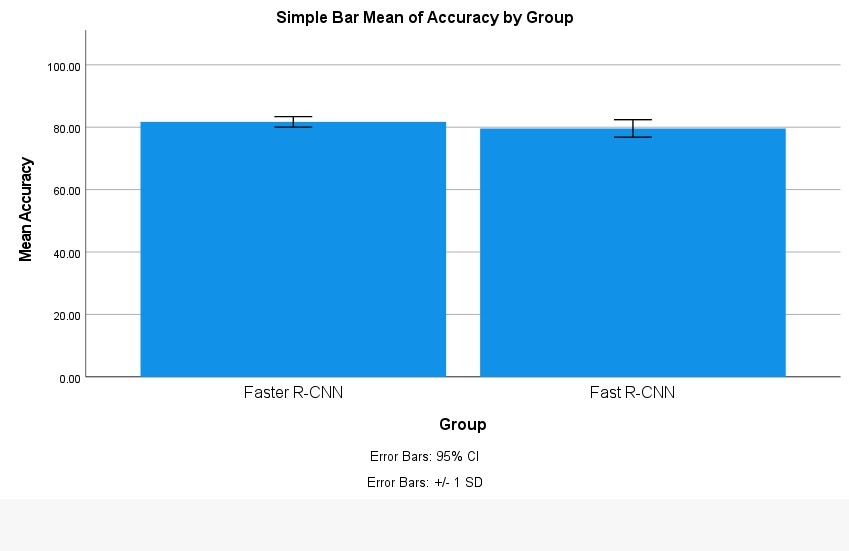 Simple Bar Mean of Accuracy by Group
Mean Accuracy
100.00
80.00
60.00
40.00
20.00
0.00
Faster R-CNN Fast R-CNN
Group
Error Bars: 95% CI
Error Bars: +/- 1 SD